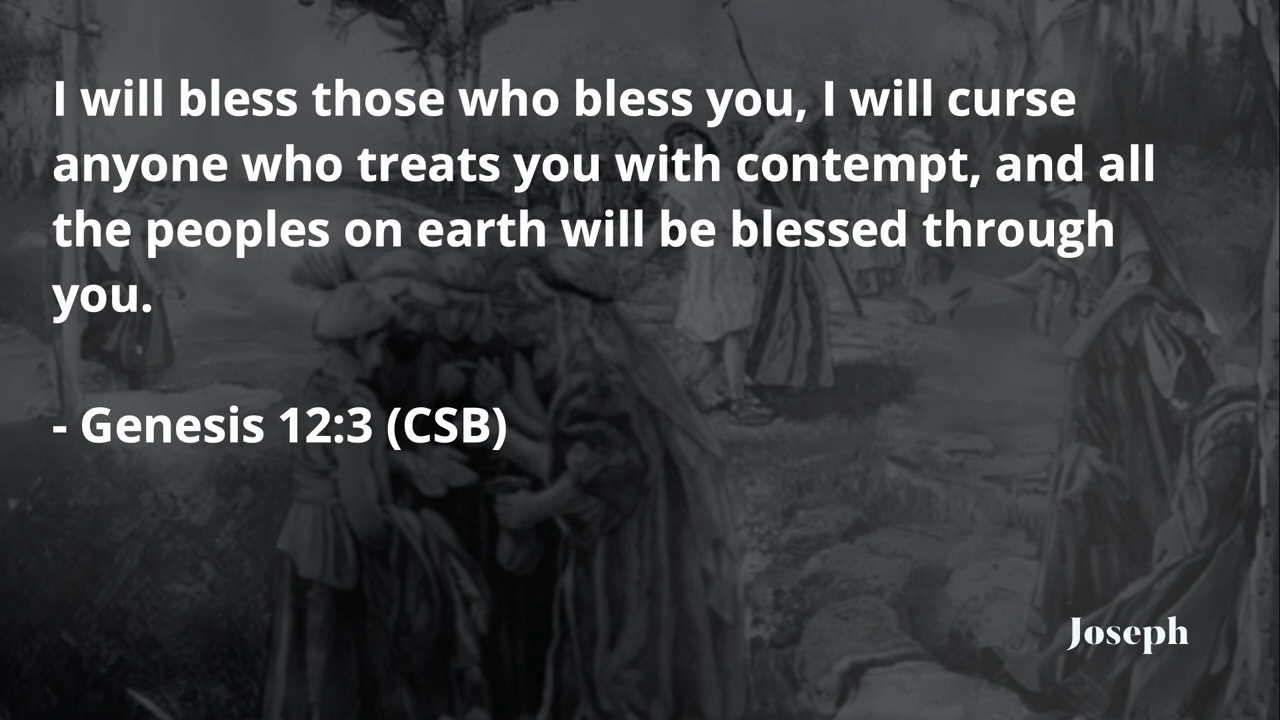 I will bless those who bless you, I will curse
anyone who treats you with contempt, and all
the peoples on earth will be blessed through
you.
- Genesis 12:3 (CSB)
Joseph